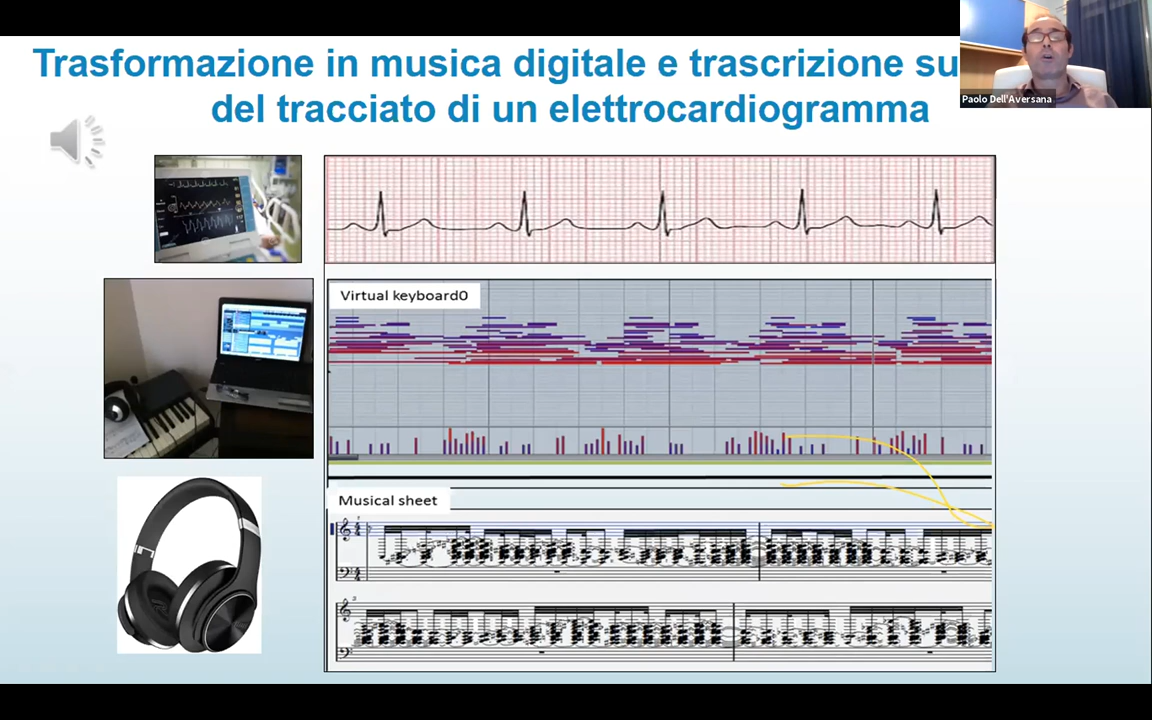 Trasformazione in musica digitale e trascrizione su
del tracciato di un elettrocardiogramma
Paolo Dell'Aversana
Virtual keyboard0
Musical sheet